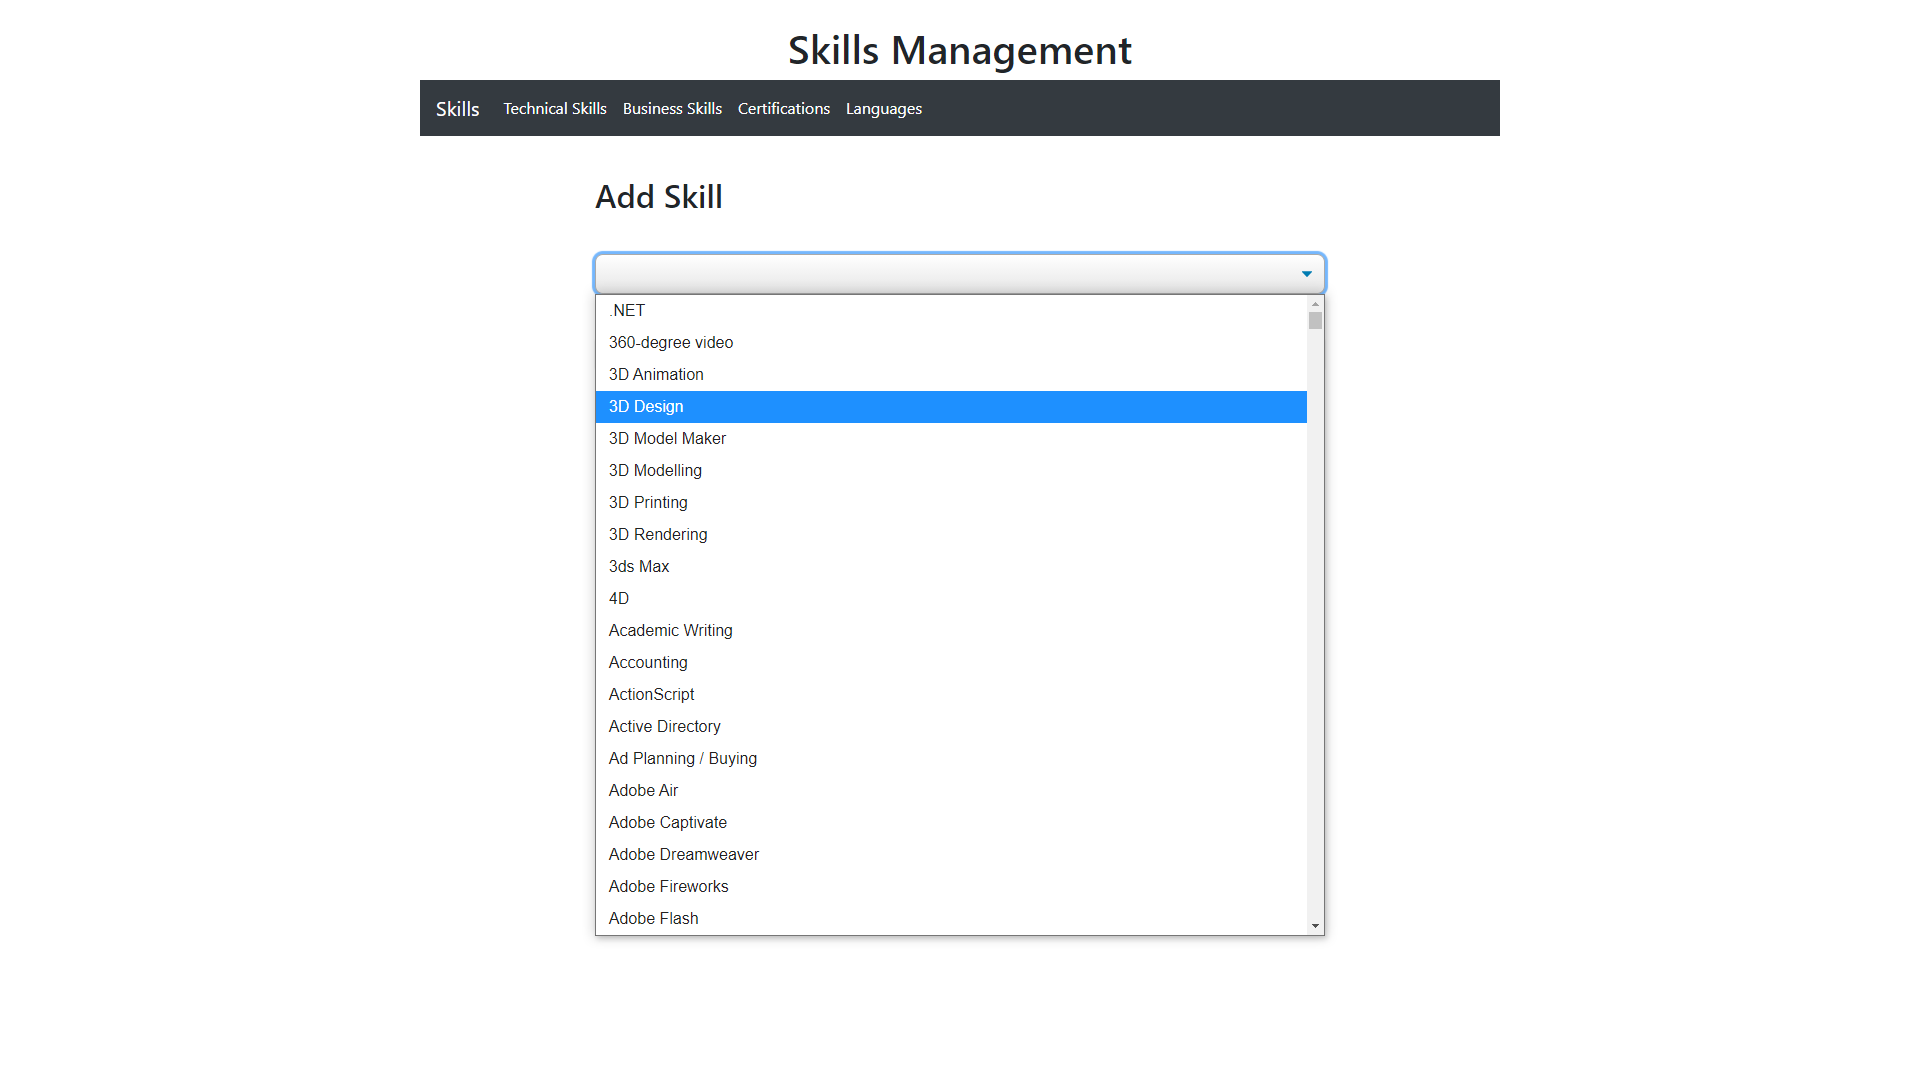 Skills Management
Skills Technical Skills Business Skills Certifications Languages
Add Skill
.NET
360-degree video
3D Animation
3D Design
3D Model Maker
3D Modelling
3D Printing
3D Rendering
3ds Max
4D
Academic Writing
Accounting
ActionScript
Active Directory
Ad Planning / Buying
Adobe Air
Adobe Captivate
Adobe Dreamweaver
Adobe Fireworks
Adobe Flash